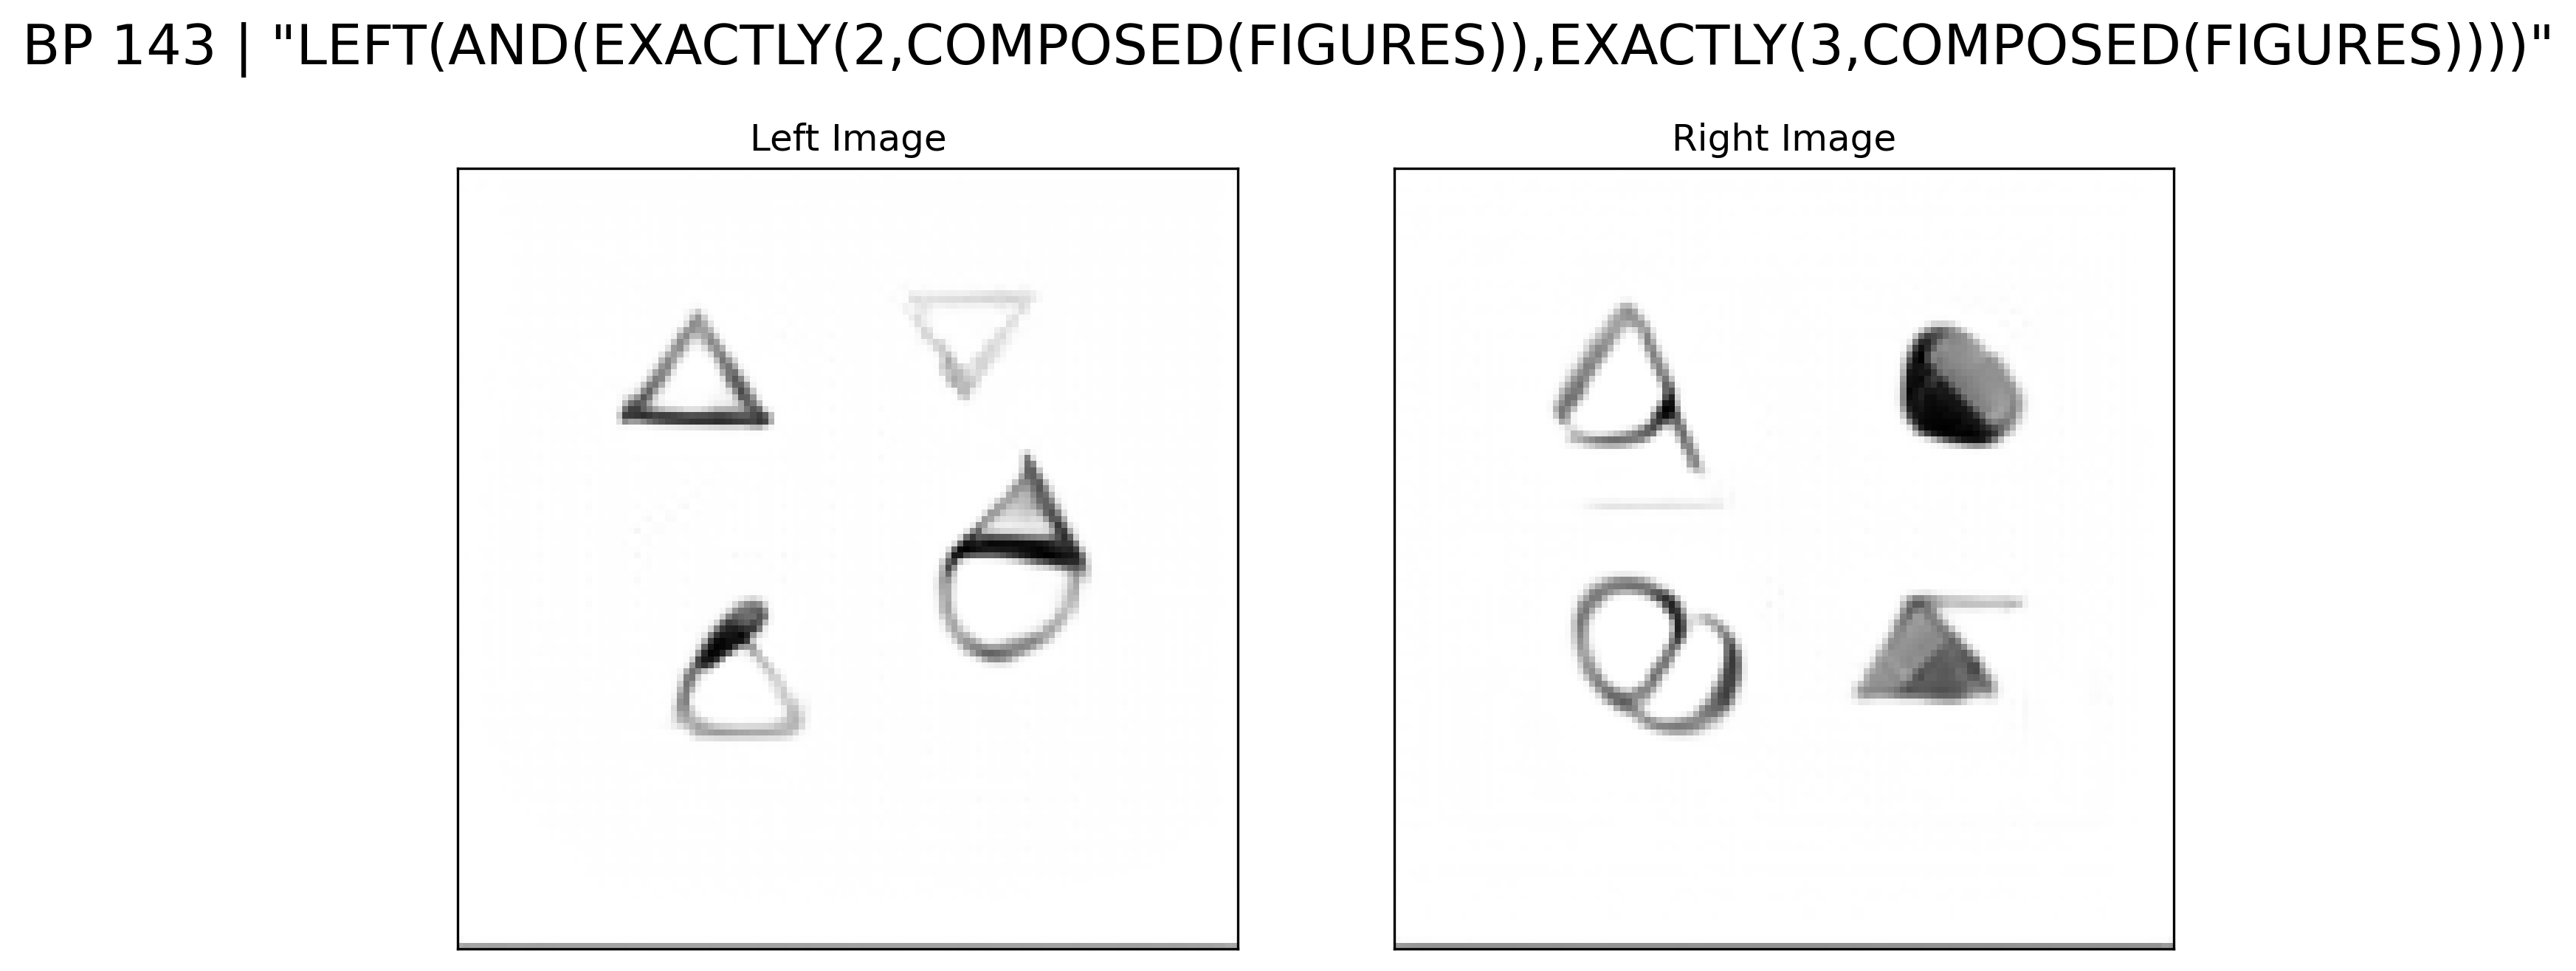 BP 143 | "LEFT(AND(EXACTLY(2,COMPOSED(FIGURES)),EXACTLY(3,COMPOSED(FIGURES))))"
Left Image
Right Image